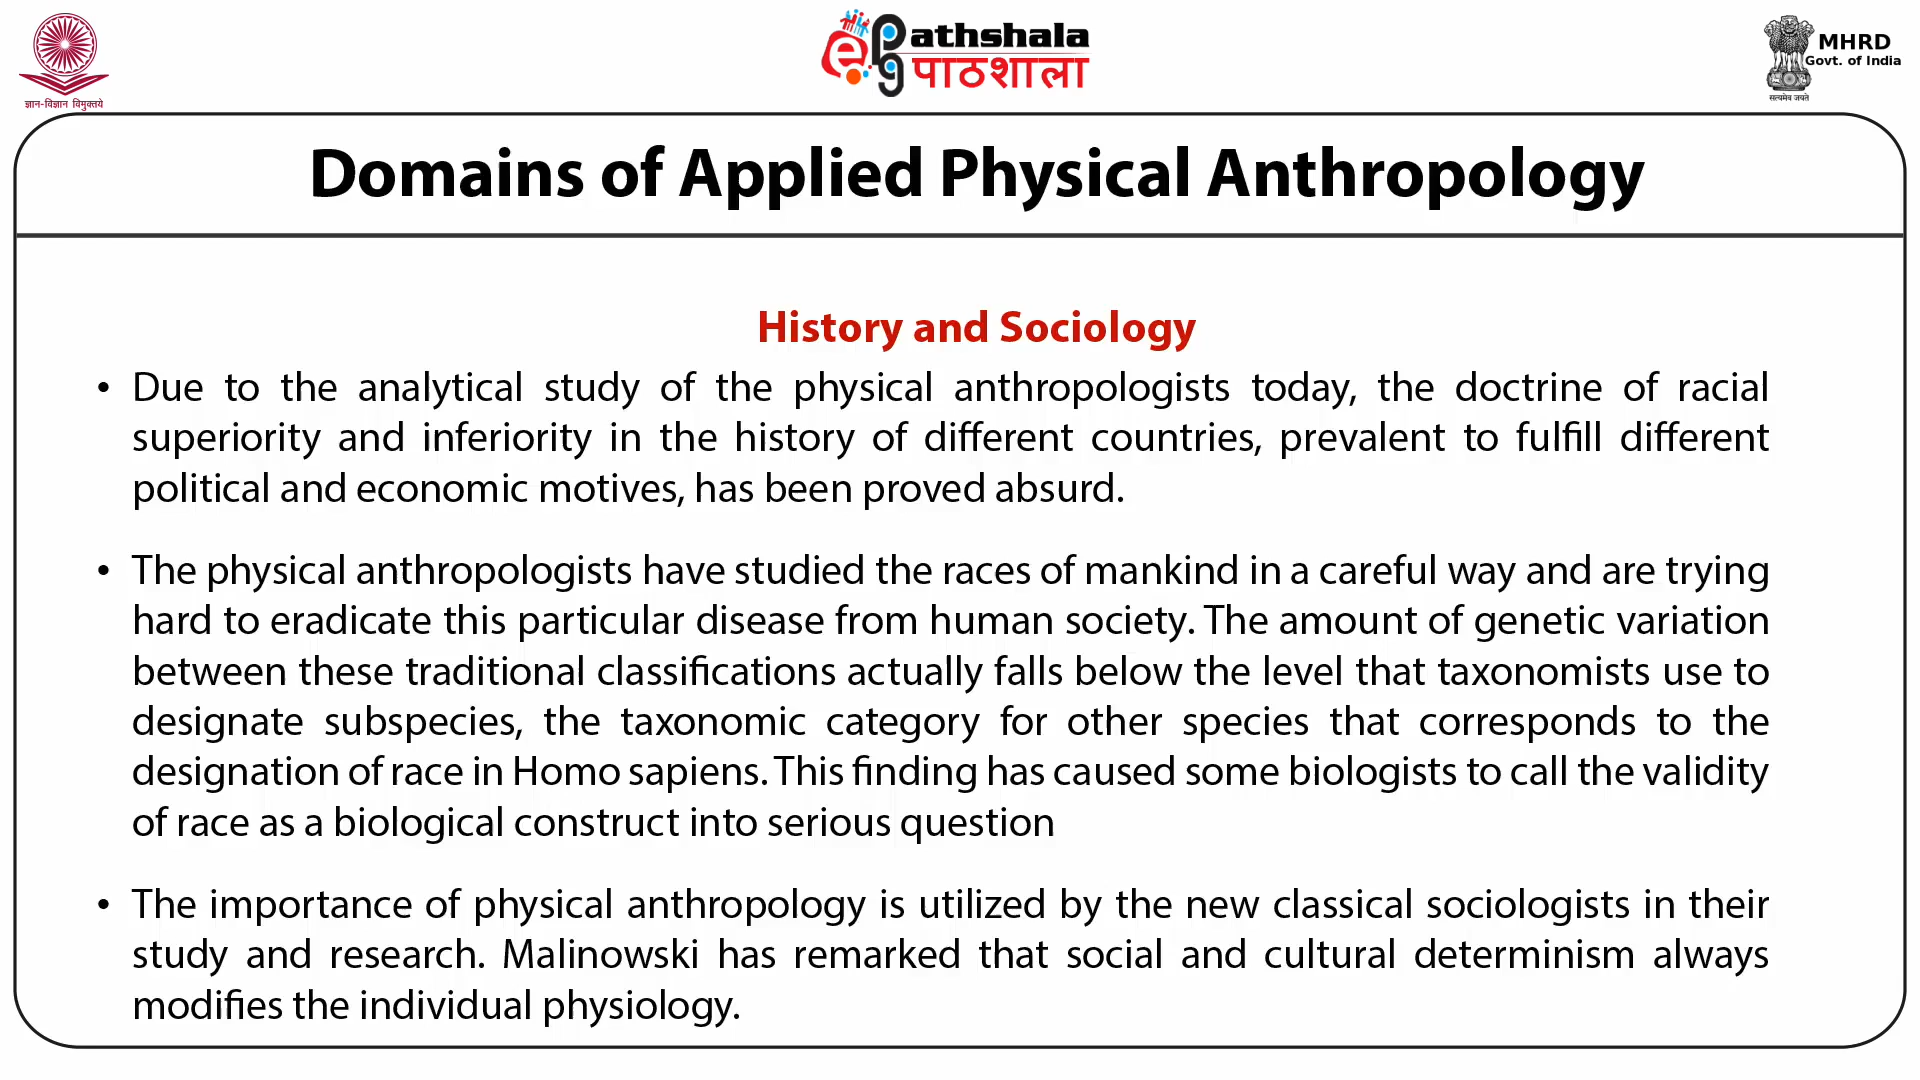 ज्ञान-विज्ञान विमुक्तये
ePathshala
पाठशाला
MHRD
Govt. of India
सत्यमेव जयते
Domains of Applied Physical Anthropology
History and Sociology
• Due to the analytical study of the physical anthropologists today, the doctrine of racial
superiority and inferiority in the history of different countries, prevalent to fulfill different
political and economic motives, has been proved absurd.
• The physical anthropologists have studied the races of mankind in a careful way and are trying
hard to eradicate this particular disease from human society. The amount of genetic variation
between these traditional classifications actually falls below the level that taxonomists use to
designate subspecies, the taxonomic category for other species that corresponds to the
designation of race in Homo sapiens. This finding has caused some biologists to call the validity
of race as a biological construct into serious question
• The importance of physical anthropology is utilized by the new classical sociologists in their
study and research. Malinowski has remarked that social and cultural determinism always
modifies the individual physiology.